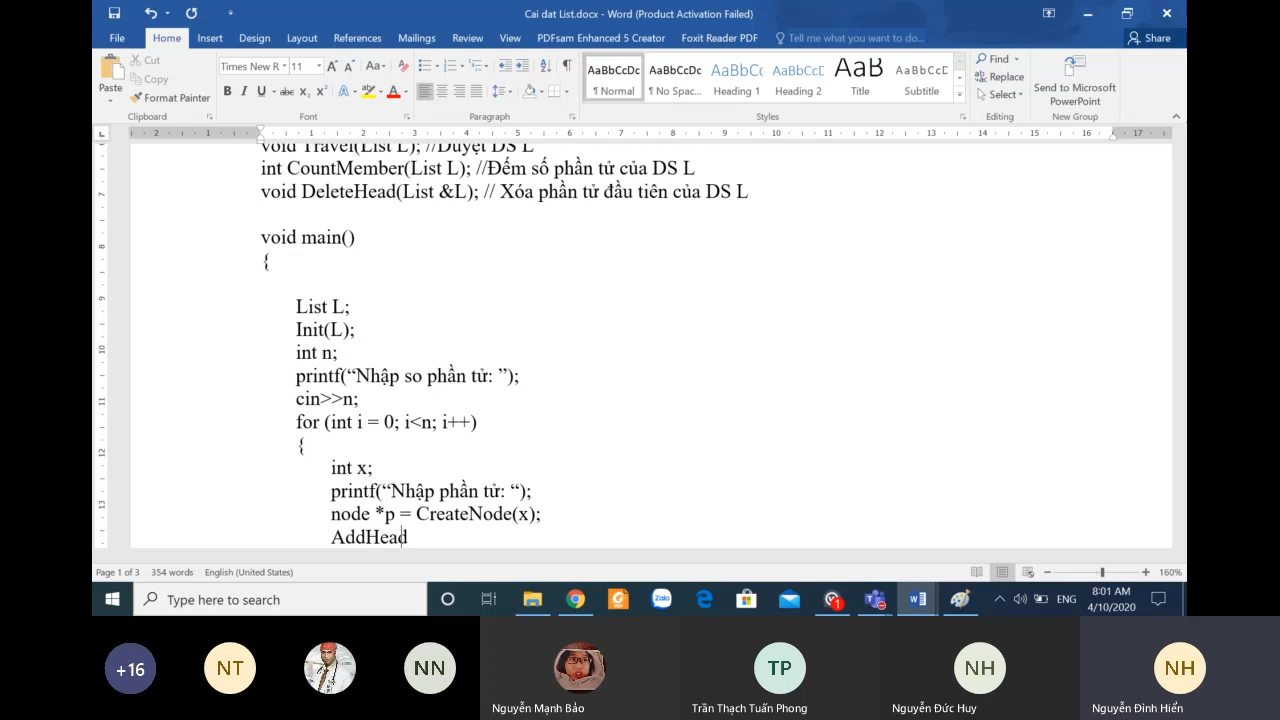 Cai dat List.docx - Word (Product Activation Failed)
File Home Insert Design Layout References Mailings Review View PDFsam Enhanced 5 Creator Foxit Reader PDF Tell me what you want to do... Share
Paste
Cut
Copy
Format Painter
Clipboard
Times New R 11
Font
Paragraph
AaBbCcDc AaBbCcDc AaBbCc AaBbCcD AaB AaBbCcD
¶ Normal ¶ No Spac... Heading 1 Heading 2 Title Subtitle
Styles
Find
Replace
Select
Editing
Send to Microsoft PowerPoint
New Group
void Travel(List L); //Duyệt DS L
int CountMember(List L); //Đếm số phần tử của DS L
void DeleteHead(List &L); // Xóa phần tử đầu tiên của DS L
void main()
{
List L;
Init(L);
int n;
printf(“Nhập so phần tử: ”);
cin>>n;
for (int i = 0; i<n; i++)
{
int x;
printf(“Nhập phần tử: “);
node *p = CreateNode(x);
AddHead
Page 1 of 3 354 words English (United States) 160%
Type here to search
Zalo
ENG
8:01 AM
4/10/2020
+16 NT NN TP NH NH
Nguyễn Mạnh Bảo Trần Thạch Tuấn Phong Nguyễn Đức Huy Nguyễn Đình Hiển